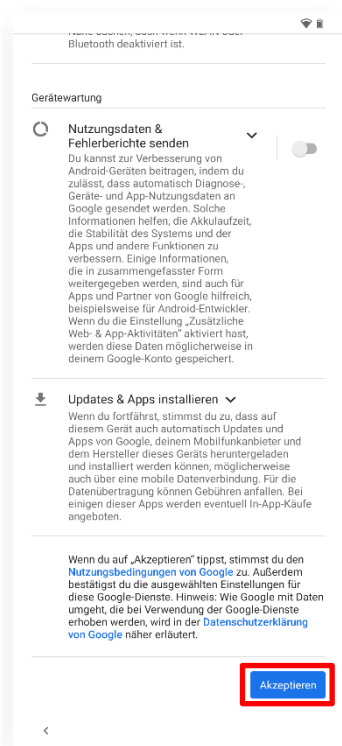 Bluetooth deaktiviert ist.
Gerätewartung
Nutzungsdaten &
Fehlerberichte senden
Du kannst zur Verbesserung von
Android-Geräten beitragen, indem du
zulässt, dass automatisch Diagnose-,
Geräte- und App-Nutzungsdaten an
Google gesendet werden. Solche
Informationen helfen, die Akkulaufzeit,
die Stabilität des Systems und der
Apps und andere Funktionen zu
verbessern. Einige Informationen,
die in zusammengefasster Form
weitergegeben werden, sind auch für
Apps und Partner von Google hilfreich,
beispielsweise für Android-Entwickler.
Wenn du die Einstellung „Zusätzliche
Web- & App-Aktivitäten" aktiviert hast,
werden diese Daten möglicherweise in
deinem Google-Konto gespeichert.
Updates & Apps installieren
Wenn du fortfährst, stimmst du zu, dass auf
diesem Gerät auch automatisch Updates und
Apps von Google, deinem Mobilfunkanbieter und
dem Hersteller dieses Geräts heruntergeladen
und installiert werden können, möglicherweise
auch über eine mobile Datenverbindung. Für die
Datenübertragung können Gebühren anfallen. Bei
einigen dieser Apps werden eventuell In-App-Käufe
angeboten.
Wenn du auf „Akzeptieren" tippst, stimmst du den
Nutzungsbedingungen von Google zu. Außerdem
bestätigst du die ausgewählten Einstellungen für
diese Google-Dienste. Hinweis: Wie Google mit Daten
umgeht, die bei Verwendung der Google-Dienste
erhoben werden, wird in der Datenschutzerklärung
von Google näher erläutert.
Akzeptieren